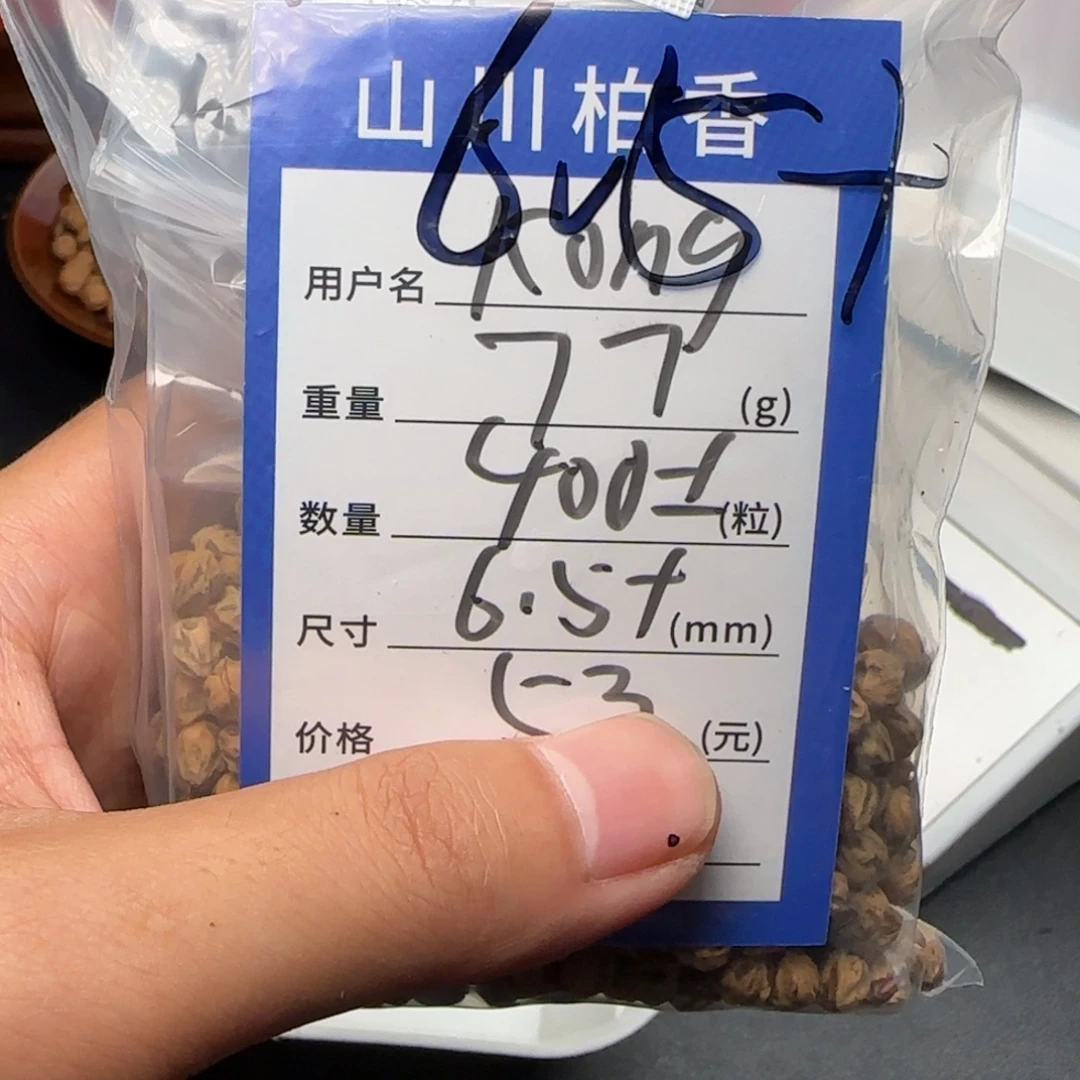 山川柏香
645+
用户名 Kong
重量 77 (g)
数量 400± (粒)
尺寸 6.5+ (mm)
价格 (元)